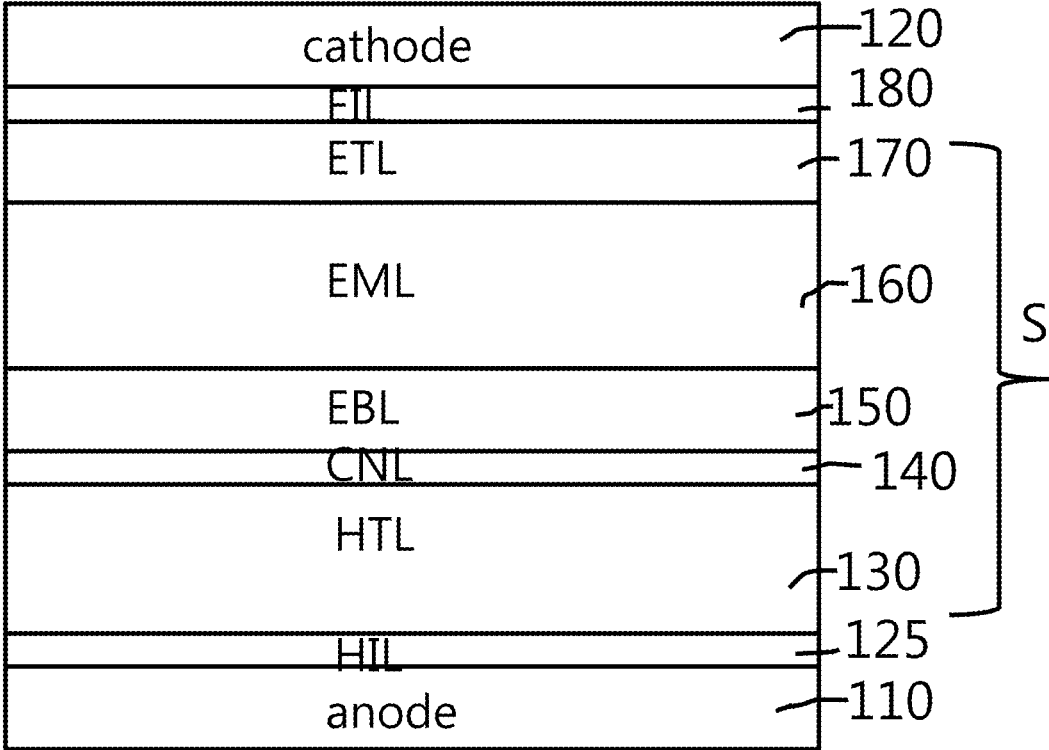 cathode 120
EIL 180
ETL 170
EML 160
S
EBL 150
CNL 140
HTL
130
HIL 125
anode 110